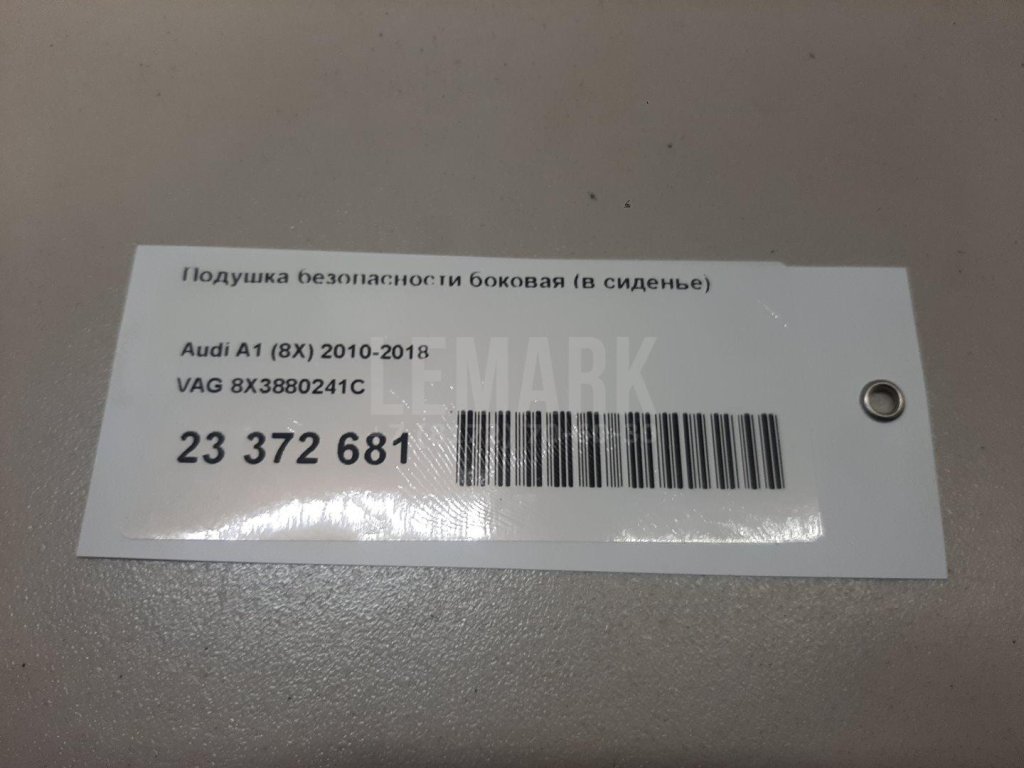 Подушка безопасности боковая (в сиденье)
Audi A1 (8X) 2010-2018
VAG 8X3880241C
23 372 681
LEMARK